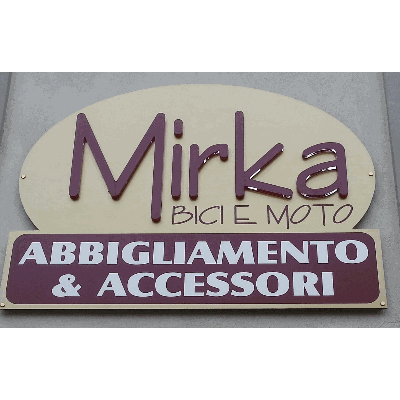 Mirka
BICI E MOTO
ABBIGLIAMENTO
& ACCESSORI